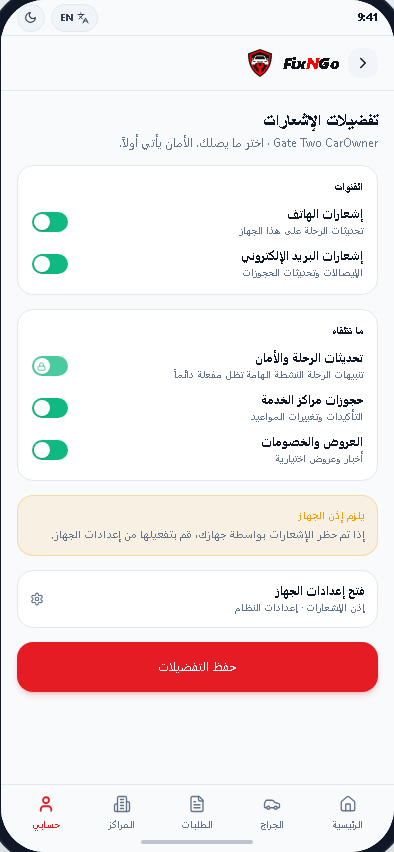 9:41
EN
FixNGo
تفضيلات الإشعارات
Gate Two CarOwner · اختر ما يصلك. الأمان يأتي أولاً.
القنوات
إشعارات الهاتف
تحديثات الرحلة على هذا الجهاز
إشعارات البريد الإلكتروني
الإيصالات وتحديثات الحجوزات
ما تتلقاه
تحديثات الرحلة والأمان
تنبيهات الرحلة النشطة الهامة تظل مفعلة دائماً
حجوزات مراكز الخدمة
التأكيدات وتغييرات المواعيد
العروض والخصومات
أخبار وعروض اختيارية
يلزم إذن الجهاز
إذا تم حظر الإشعارات بواسطة جهازك، قم بتفعيلها من إعدادات الجهاز.
فتح إعدادات الجهاز
إذن الإشعارات · إعدادات النظام
حفظ التفضيلات
الرئيسية
الجراج
الطلبات
المراكز
حسابي